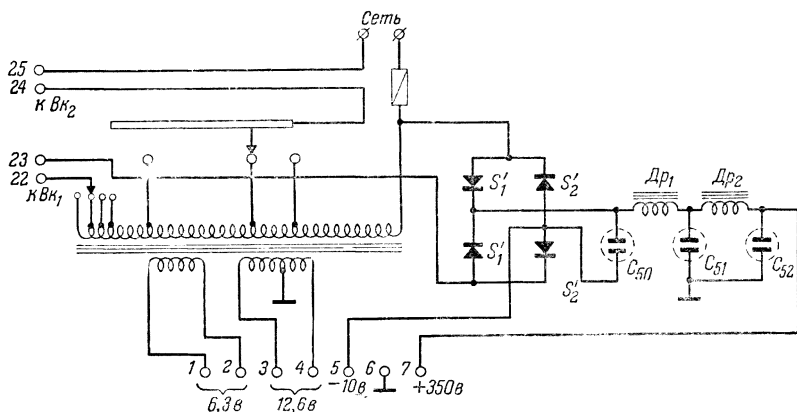 Сеть
25
24
к Вк₂
23
22
к Вк₁
S₁′ S₂′
S₁′ S₂′
Др₁ Др₂
C₅₀ C₅₁ C₅₂
1 2 3 4 5 6 7
6,3в 12,6в –10в +350в